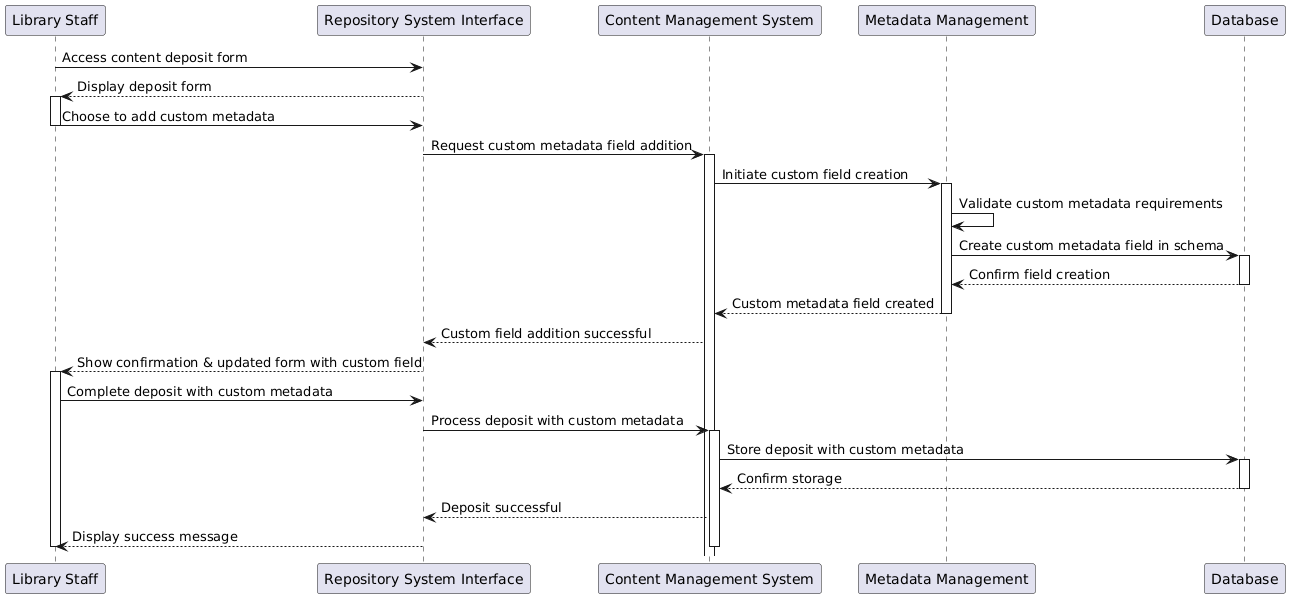 Library Staff
Repository System Interface
Content Management System
Metadata Management
Database
Access content deposit form
Display deposit form
Choose to add custom metadata
Request custom metadata field addition
Initiate custom field creation
Validate custom metadata requirements
Create custom metadata field in schema
Confirm field creation
Custom metadata field created
Custom field addition successful
Show confirmation & updated form with custom field
Complete deposit with custom metadata
Process deposit with custom metadata
Store deposit with custom metadata
Confirm storage
Deposit successful
Display success message
Library Staff
Repository System Interface
Content Management System
Metadata Management
Database